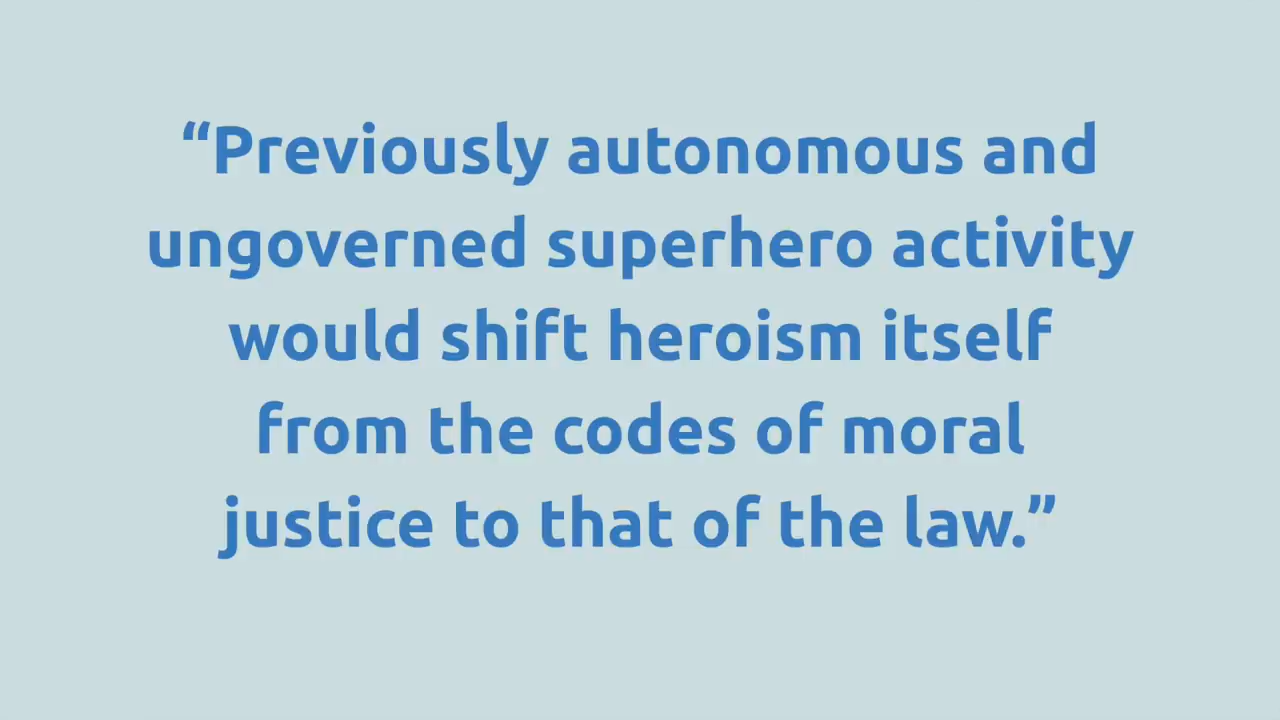 “Previously autonomous and
ungoverned superhero activity
would shift heroism itself
from the codes of moral
justice to that of the law.”